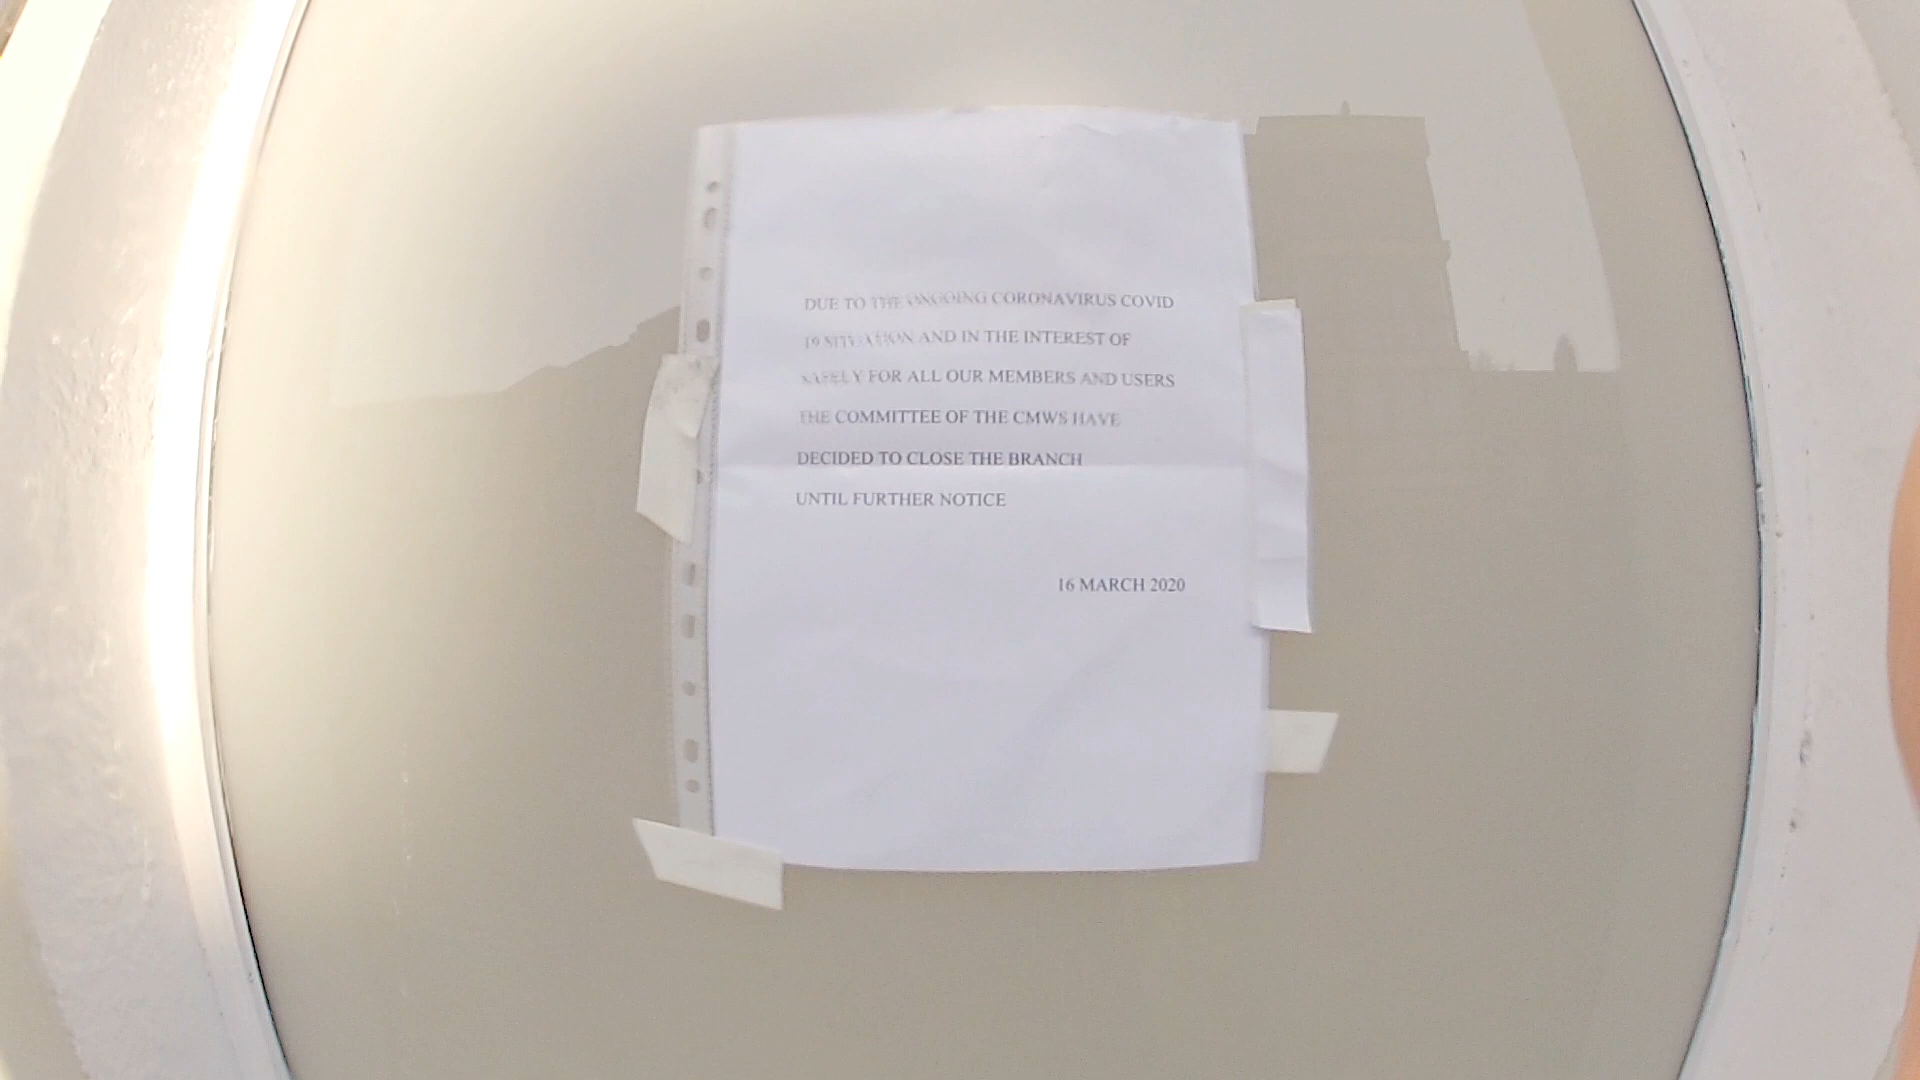 DUE TO THE ONGOING CORONAVIRUS COVID
19 SITUATION AND IN THE INTEREST OF
SAFELY FOR ALL OUR MEMBERS AND USERS
THE COMMITTEE OF THE CMWS HAVE
DECIDED TO CLOSE THE BRANCH
UNTIL FURTHER NOTICE
16 MARCH 2020